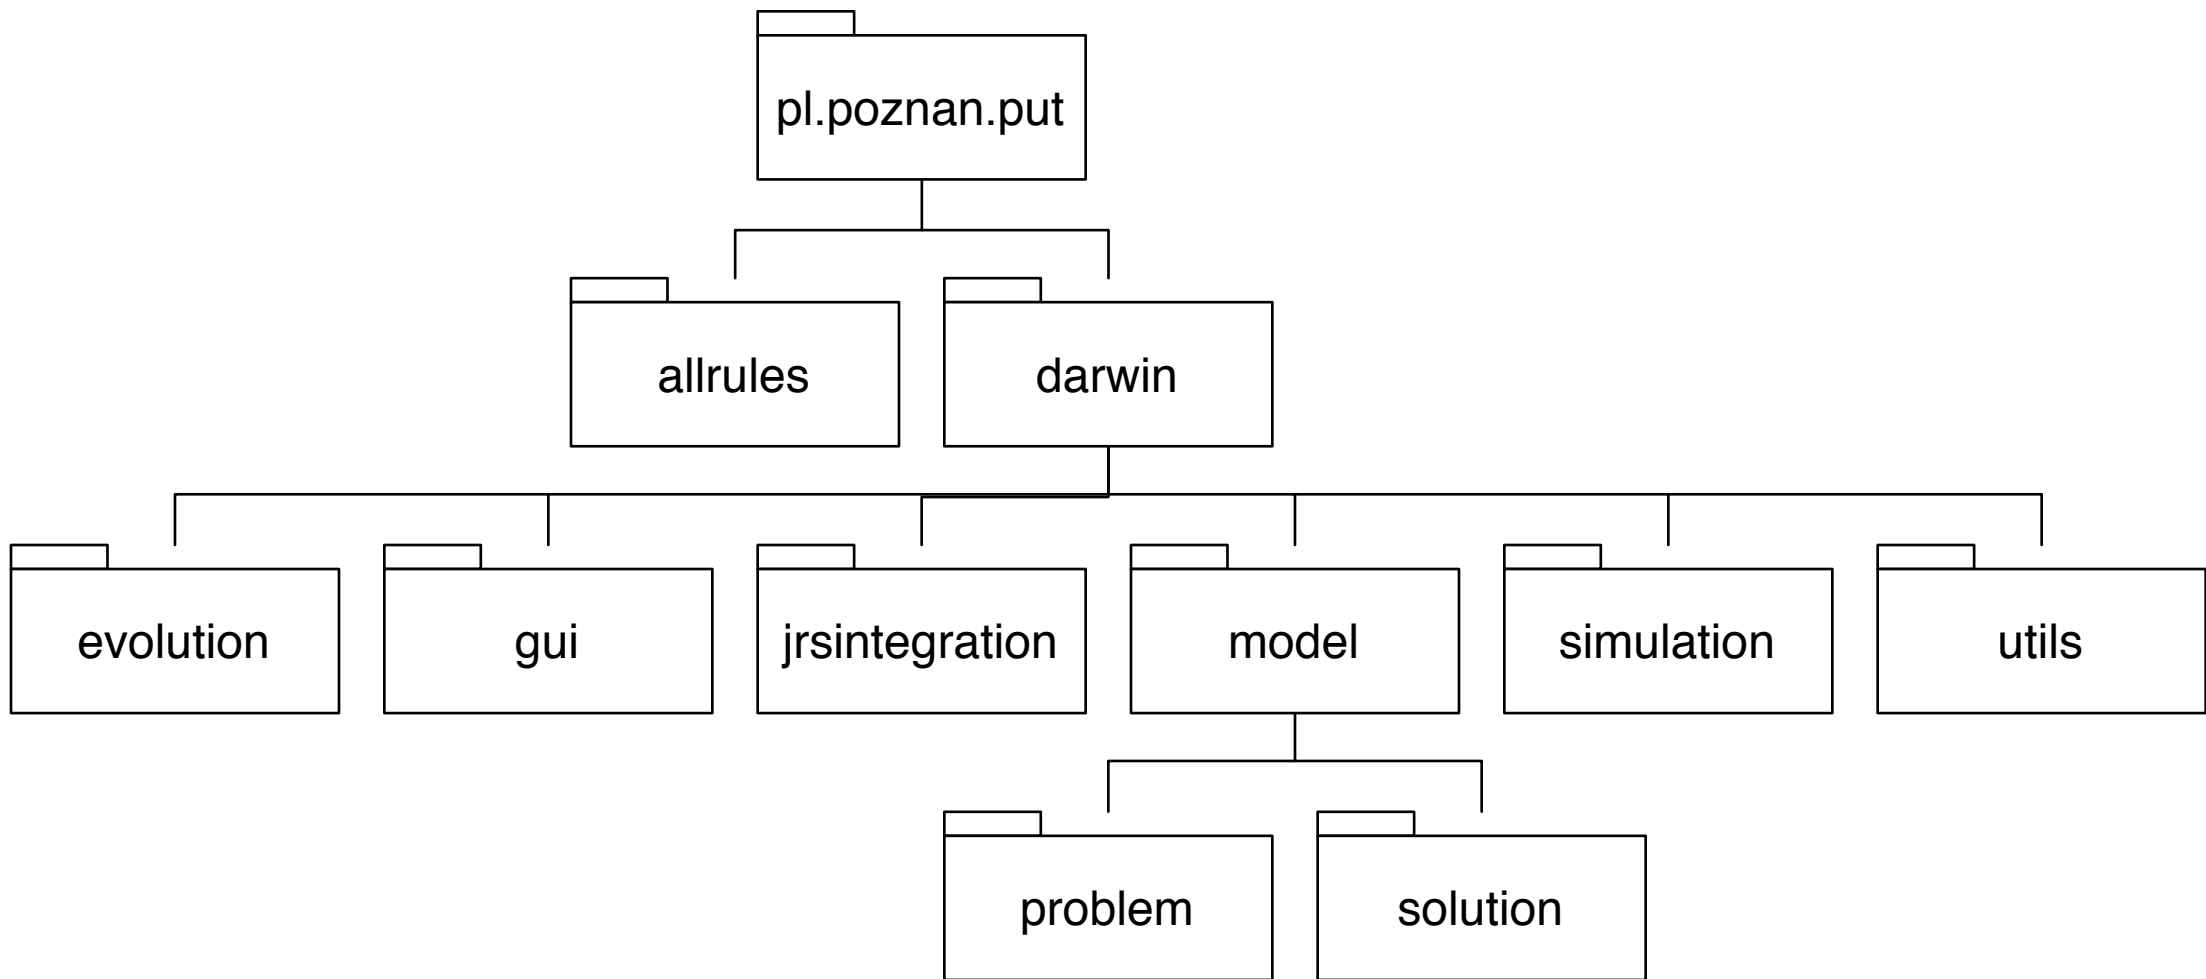 pl.poznan.put
allrules
darwin
evolution
gui
jrsintegration
model
simulation
utils
problem
solution